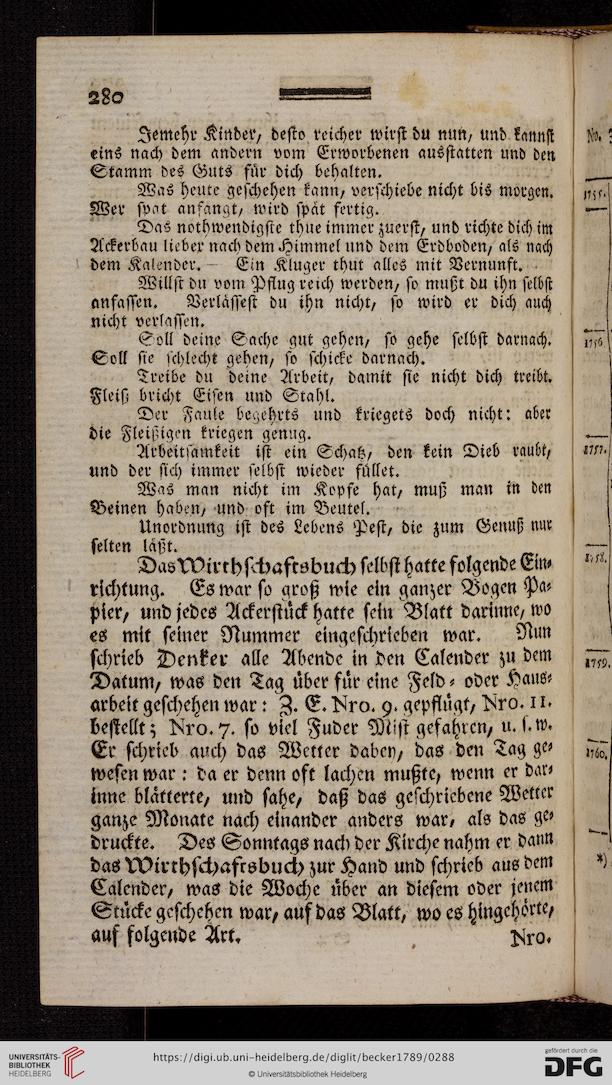 280
Jemehr Kinder, desto reicher wirst du nun, und kannst
eins nach dem andern vom Erworbenen ausstatten und den
Stamm des Guts für dich behalten.
Was heute geschehen kann, verschiebe nicht bis morgen.
Wer spat anfangt, wird spät fertig.
Das nothwendigste thue immer zuerst, und richte dich im
Ackerbau lieber nach dem Himmel und dem Erdboden, als nach
dem Kalender. — Ein Kluger thut alles mit Vernunft.
Willst du vom Pflug reich werden, so mußt du ihn selbst
anfassen. Verlässest du ihn nicht, so wird er dich auch
nicht verlassen.
Soll deine Sache gut gehen, so gehe selbst darnach.
Soll sie schlecht gehen, so schicke darnach.
Treibe du deine Arbeit, damit sie nicht dich treibt.
Fleiß bricht Eisen und Stahl.
Der Faule begehrts und kriegets doch nicht: aber
die Fleißigen kriegen genug.
Arbeitsamkeit ist ein Schatz, den kein Dieb raubt,
und der sich immer selbst wieder füllet.
Was man nicht im Kopfe hat, muß man in den
Beinen haben, und oft im Beutel.
Unordnung ist des Lebens Pest, die zum Genuß nur
selten läßt.
Das Wirthschaftsbuch selbst hatte folgende Ein-
richtung. Es war so groß wie ein ganzer Bogen Pa-
pier, und jedes Ackerstück hatte sein Blatt darinne, wo
es mit seiner Nummer eingeschrieben war. Nun
schrieb Denker alle Abende in den Calender zu dem
Datum, was den Tag über für eine Feld- oder Haus-
arbeit geschehen war: Z. E. Nro. 9. gepflügt, Nro. 11.
bestellt; Nro. 7. so viel Fuder Mist gefahren, u. s. w.
Er schrieb auch das Wetter dabey, das den Tag ge-
wesen war: da er denn oft lachen mußte, wenn er dar-
inne blätterte, und sahe, daß das geschriebene Wetter
ganze Monate nach einander anders war, als das ge-
druckte. Des Sonntags nach der Kirche nahm er dann
das Wirthschaftsbuch zur Hand und schrieb aus dem
Calender, was die Woche über an diesem oder jenem
Stücke geschehen war, auf das Blatt, wo es hingehörte,
auf folgende Art.
Nro.
No.
1755.
1756
1757.
1758.
1759.
1760.
*)
UNIVERSITÄTS-
BIBLIOTHEK
HEIDELBERG
https://digi.ub.uni-heidelberg.de/diglit/becker1789/0288
© Universitätsbibliothek Heidelberg
gefördert durch die
DFG